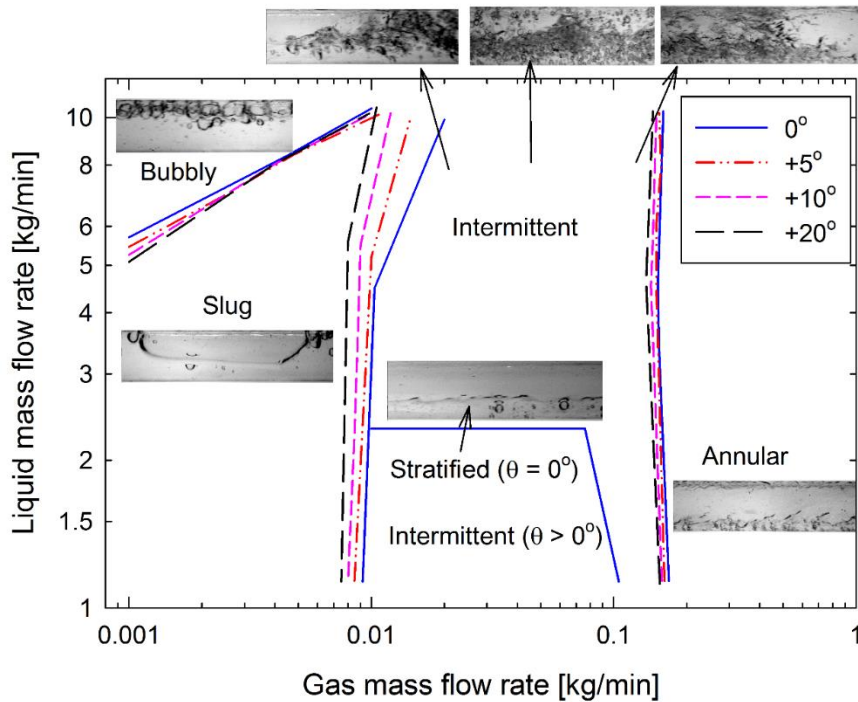 10
8
6
5
4
3
2
1.5
1
Liquid mass flow rate [kg/min]
Bubbly
Slug
Intermittent
Stratified (θ = 0°)
Intermittent (θ > 0°)
Annular
0°
+5°
+10°
+20°
0.001
0.01
0.1
1
Gas mass flow rate [kg/min]